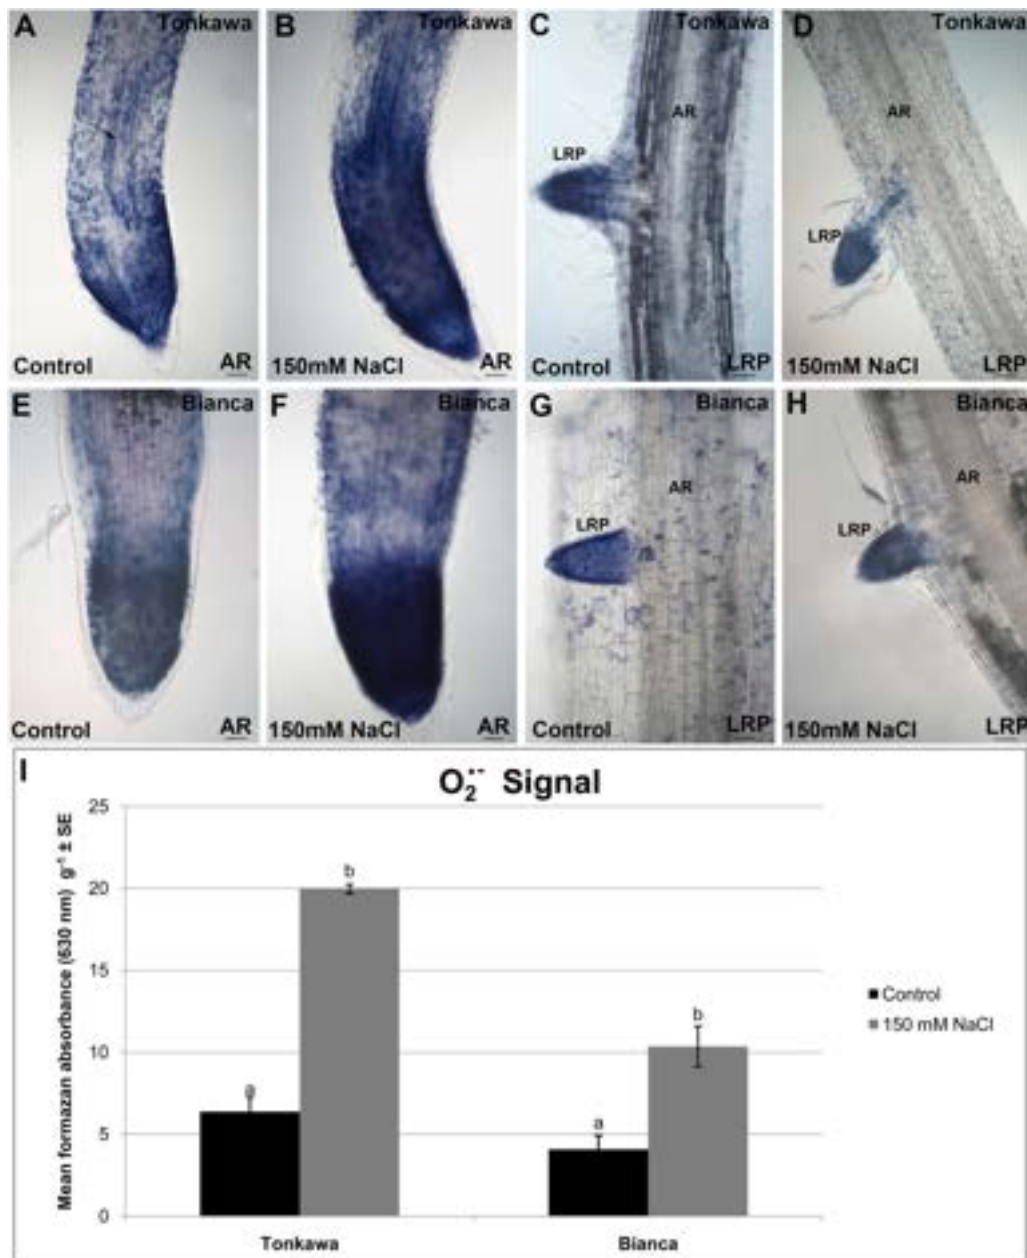 A Tonkawa
Control AR
B Tonkawa
150mM NaCl AR
C Tonkawa
AR
LRP
Control LRP
D Tonkawa
AR
LRP
150mM NaCl LRP
E Bianca
Control AR
F Bianca
150mM NaCl AR
G Bianca
AR
LRP
Control LRP
H Bianca
AR
LRP
150mM NaCl LRP
I
O₂˙⁻ Signal
Mean formazan absorbance (630 nm) g⁻¹ ± SE
25
20
15
10
5
0
a
b
a
b
Control
150 mM NaCl
Tonkawa Bianca